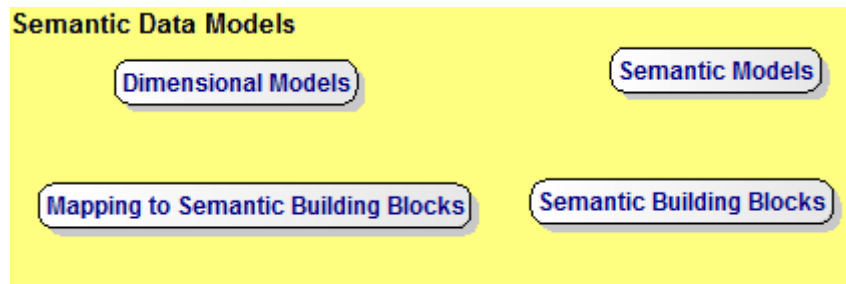 Semantic Data Models
Dimensional Models
Semantic Models
Mapping to Semantic Building Blocks
Semantic Building Blocks